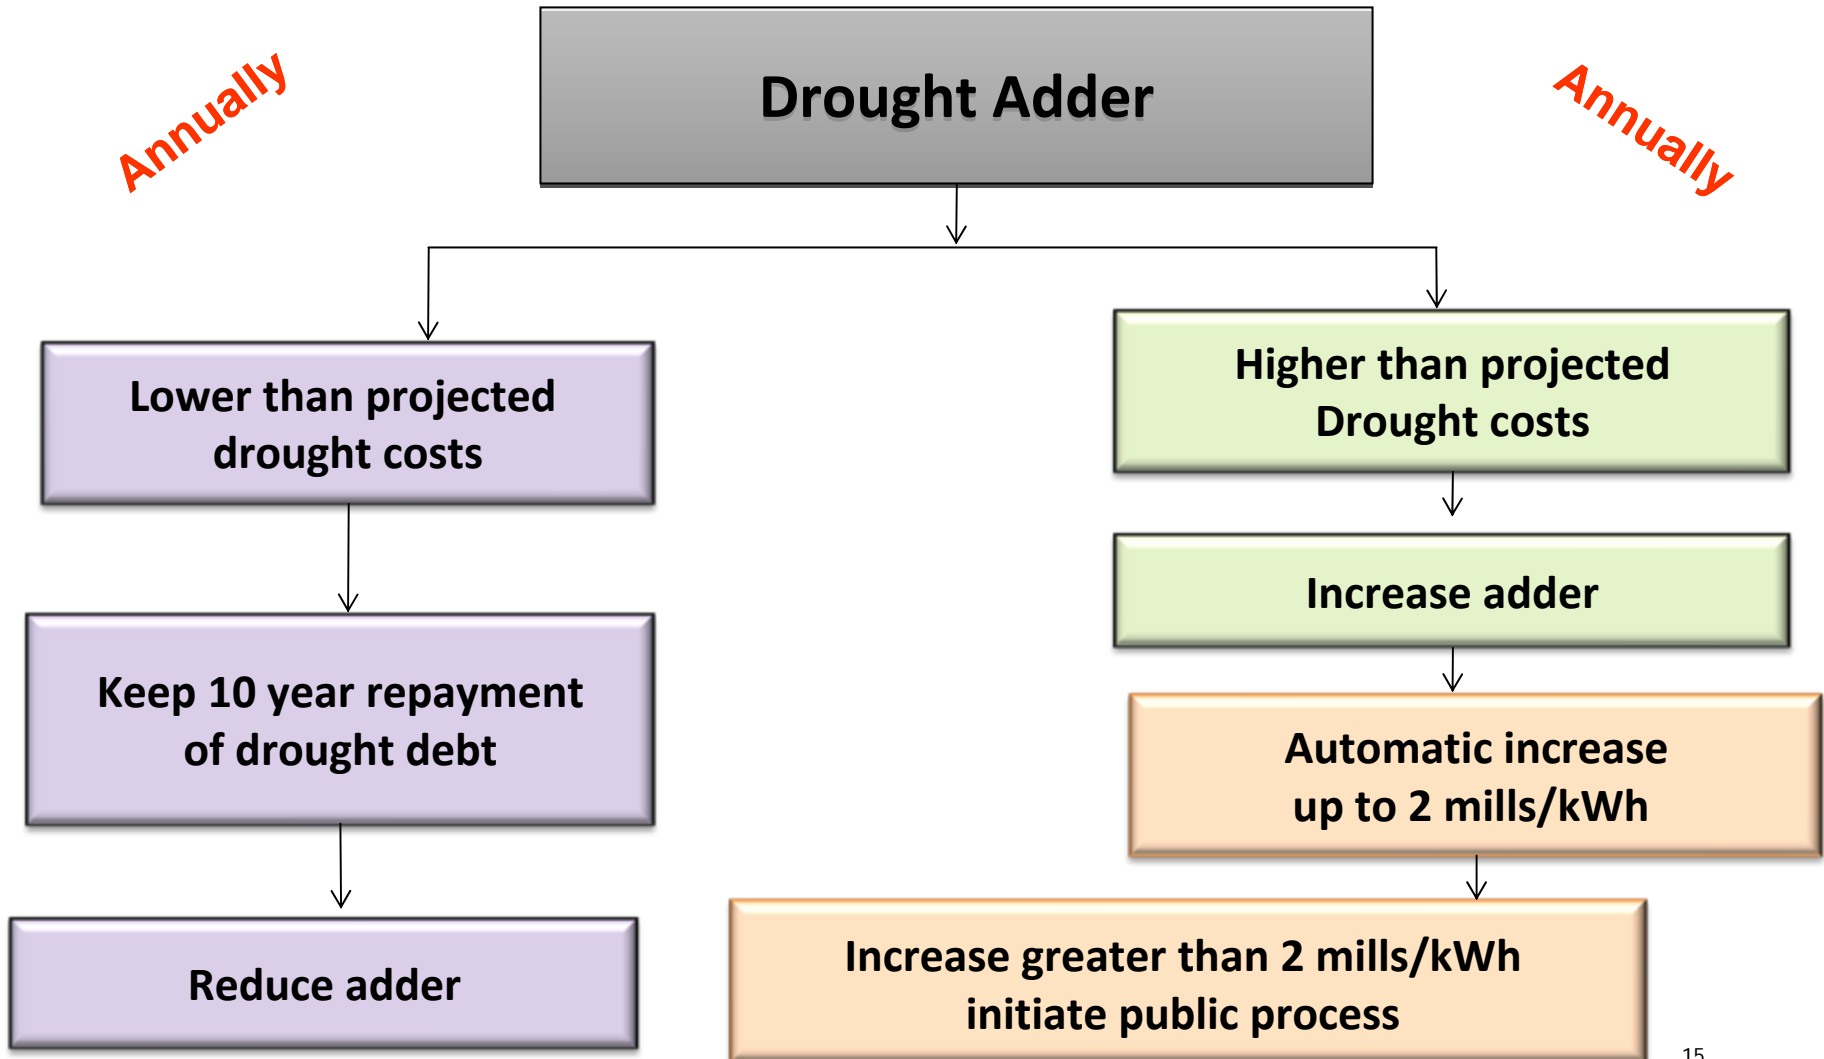 Annually
Drought Adder
Annually
Lower than projected
drought costs
Higher than projected
Drought costs
Keep 10 year repayment
of drought debt
Increase adder
Automatic increase
up to 2 mills/kWh
Reduce adder
Increase greater than 2 mills/kWh
initiate public process
15